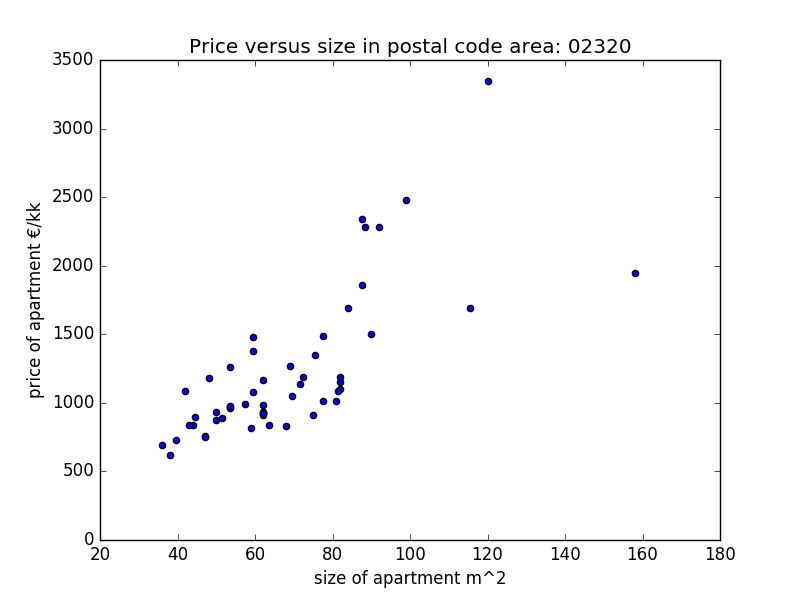 Price versus size in postal code area: 02320
3500
3000
2500
2000
1500
1000
500
0
price of apartment €/kk
20 40 60 80 100 120 140 160 180
size of apartment m^2